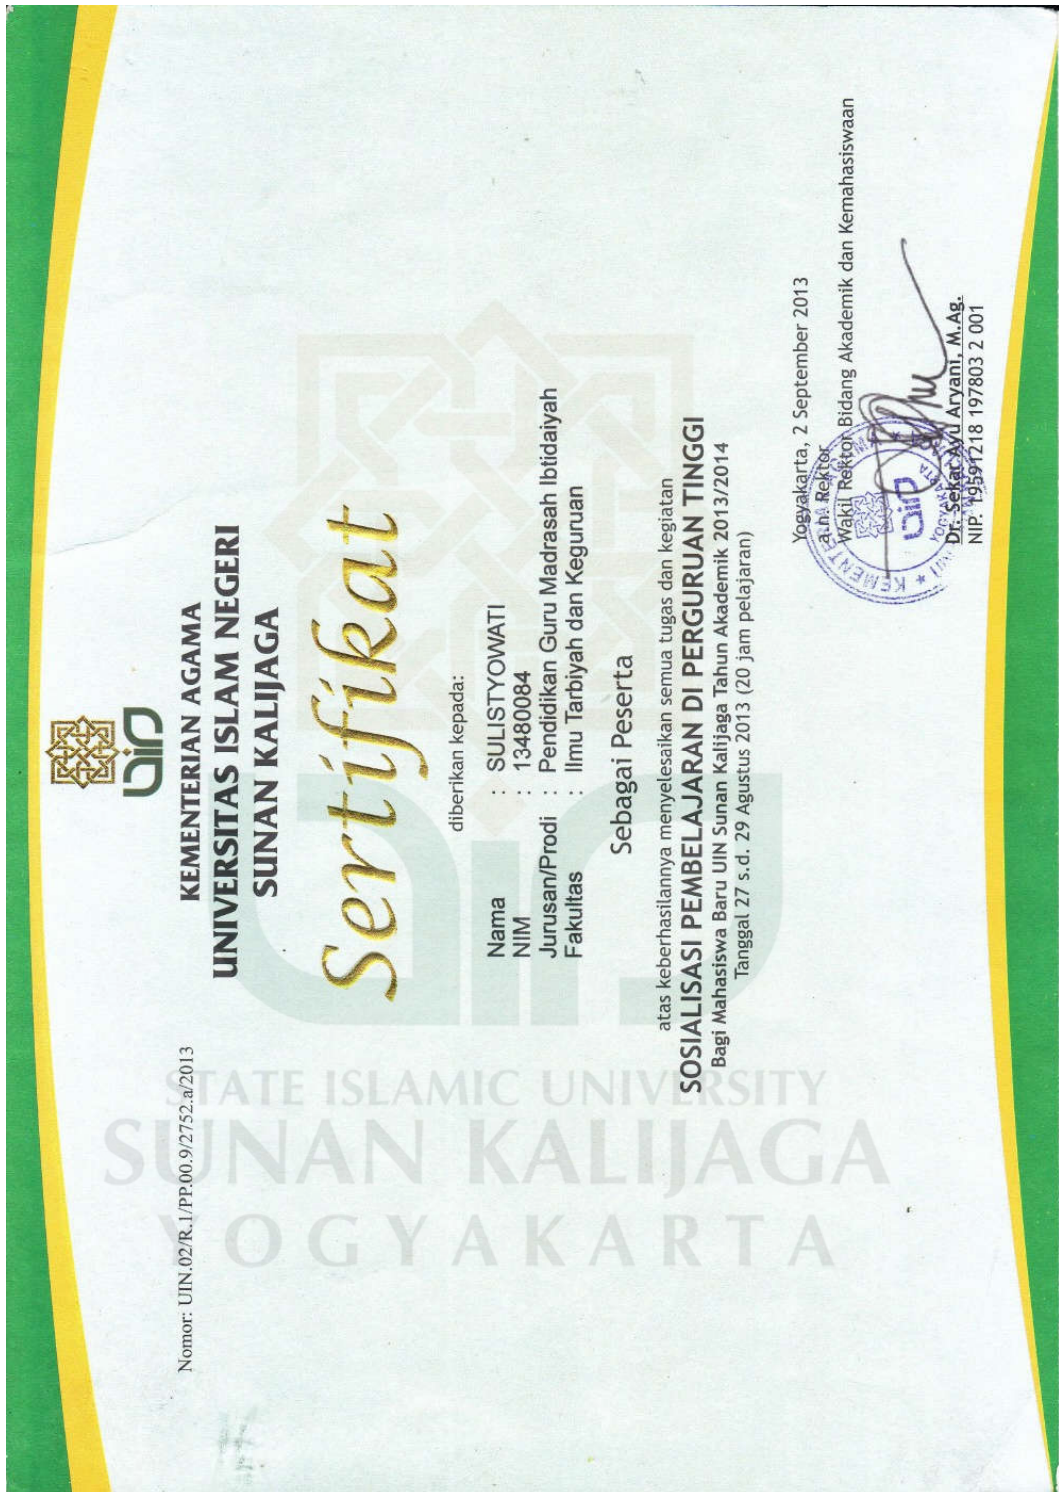 Nomor: UIN.02/R.1/PP.00.9/2752.a/2013
uin
KEMENTERIAN AGAMA
UNIVERSITAS ISLAM NEGERI
SUNAN KALIJAGA
Sertifikat
diberikan kepada:
Nama : SULISTYOWATI
NIM : 13480084
Jurusan/Prodi : Pendidikan Guru Madrasah Ibtidaiyah
Fakultas : Ilmu Tarbiyah dan Keguruan
Sebagai Peserta
atas keberhasilannya menyelesaikan semua tugas dan kegiatan
SOSIALISASI PEMBELAJARAN DI PERGURUAN TINGGI
Bagi Mahasiswa Baru UIN Sunan Kalijaga Tahun Akademik 2013/2014
Tanggal 27 s.d. 29 Agustus 2013 (20 jam pelajaran)
Yogyakarta, 2 September 2013
a.n. Rektor
Wakil Rektor Bidang Akademik dan Kemahasiswaan
KEMENTERIAN
uin
YOGYAKARTA
Dr. Sekar Ayu Aryani, M.Ag.
NIP. 19591218 197803 2 001
STATE ISLAMIC UNIVERSITY
SUNAN KALIJAGA
YOGYAKARTA